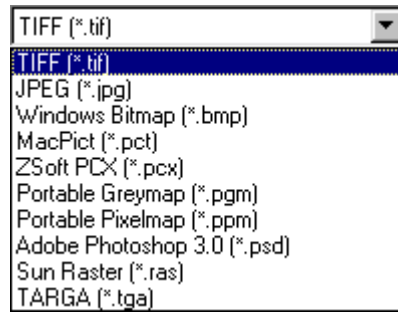 TIFF (*.tif)
TIFF (*.tif)
JPEG (*.jpg)
Windows Bitmap (*.bmp)
MacPict (*.pct)
ZSoft PCX (*.pcx)
Portable Greymap (*.pgm)
Portable Pixelmap (*.ppm)
Adobe Photoshop 3.0 (*.psd)
Sun Raster (*.ras)
TARGA (*.tga)